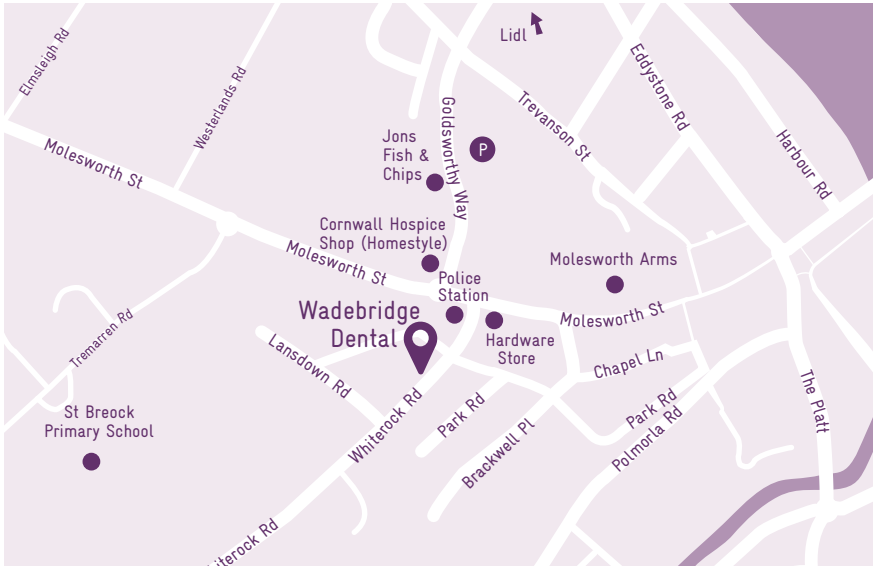 Lidl
Elmsleigh Rd
Westerlands Rd
Eddystone Rd
Trevanson St
Goldsworthy Way
Harbour Rd
P
Jons
Fish &
Chips
Molesworth St
Cornwall Hospice
Shop (Homestyle)
Molesworth St
Molesworth Arms
Police
Station
Molesworth St
Wadebridge
Dental
Hardware
Store
Tremarren Rd
Lansdown Rd
Chapel Ln
The Platt
Park Rd
Park Rd
Polmorla Rd
St Breock
Primary School
Whiterock Rd
Brackwell Pl
iterock Rd